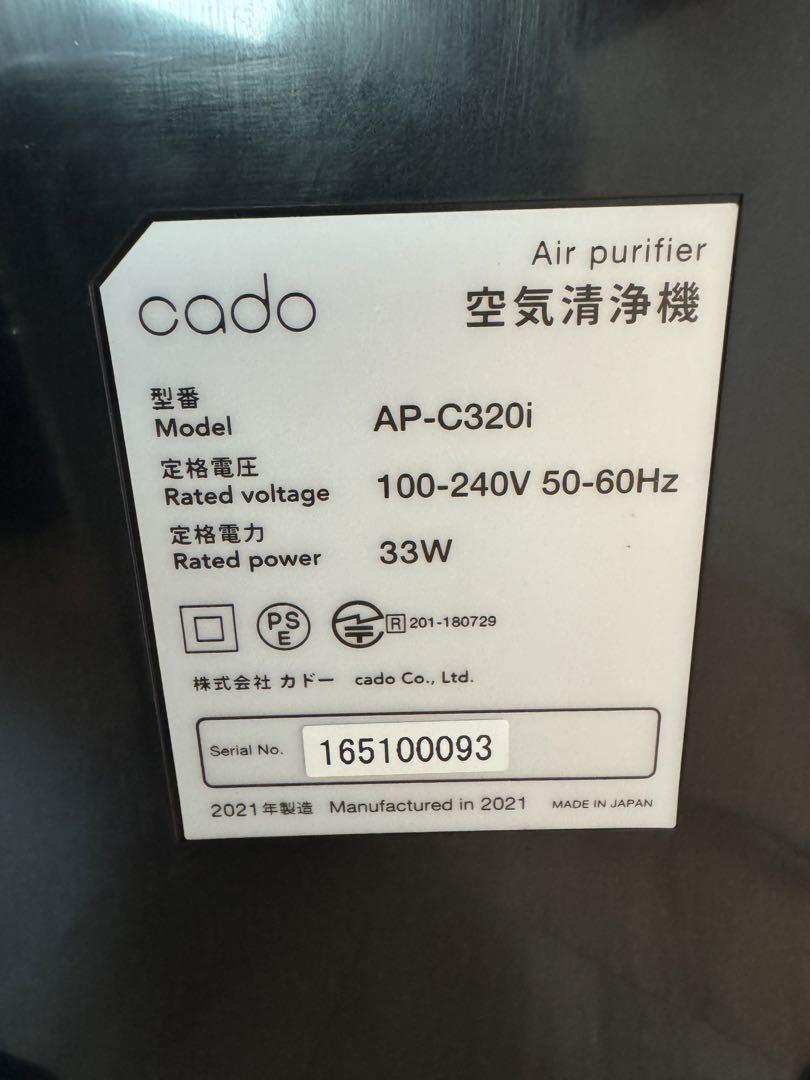 Air purifier
cado 空気清浄機
型番
Model AP-C320i
定格電圧
Rated voltage 100-240V 50-60Hz
定格電力
Rated power 33W
PSE R 201-180729
株式会社 カドー cado Co., Ltd.
Serial No. 165100093
2021年製造 Manufactured in 2021 MADE IN JAPAN